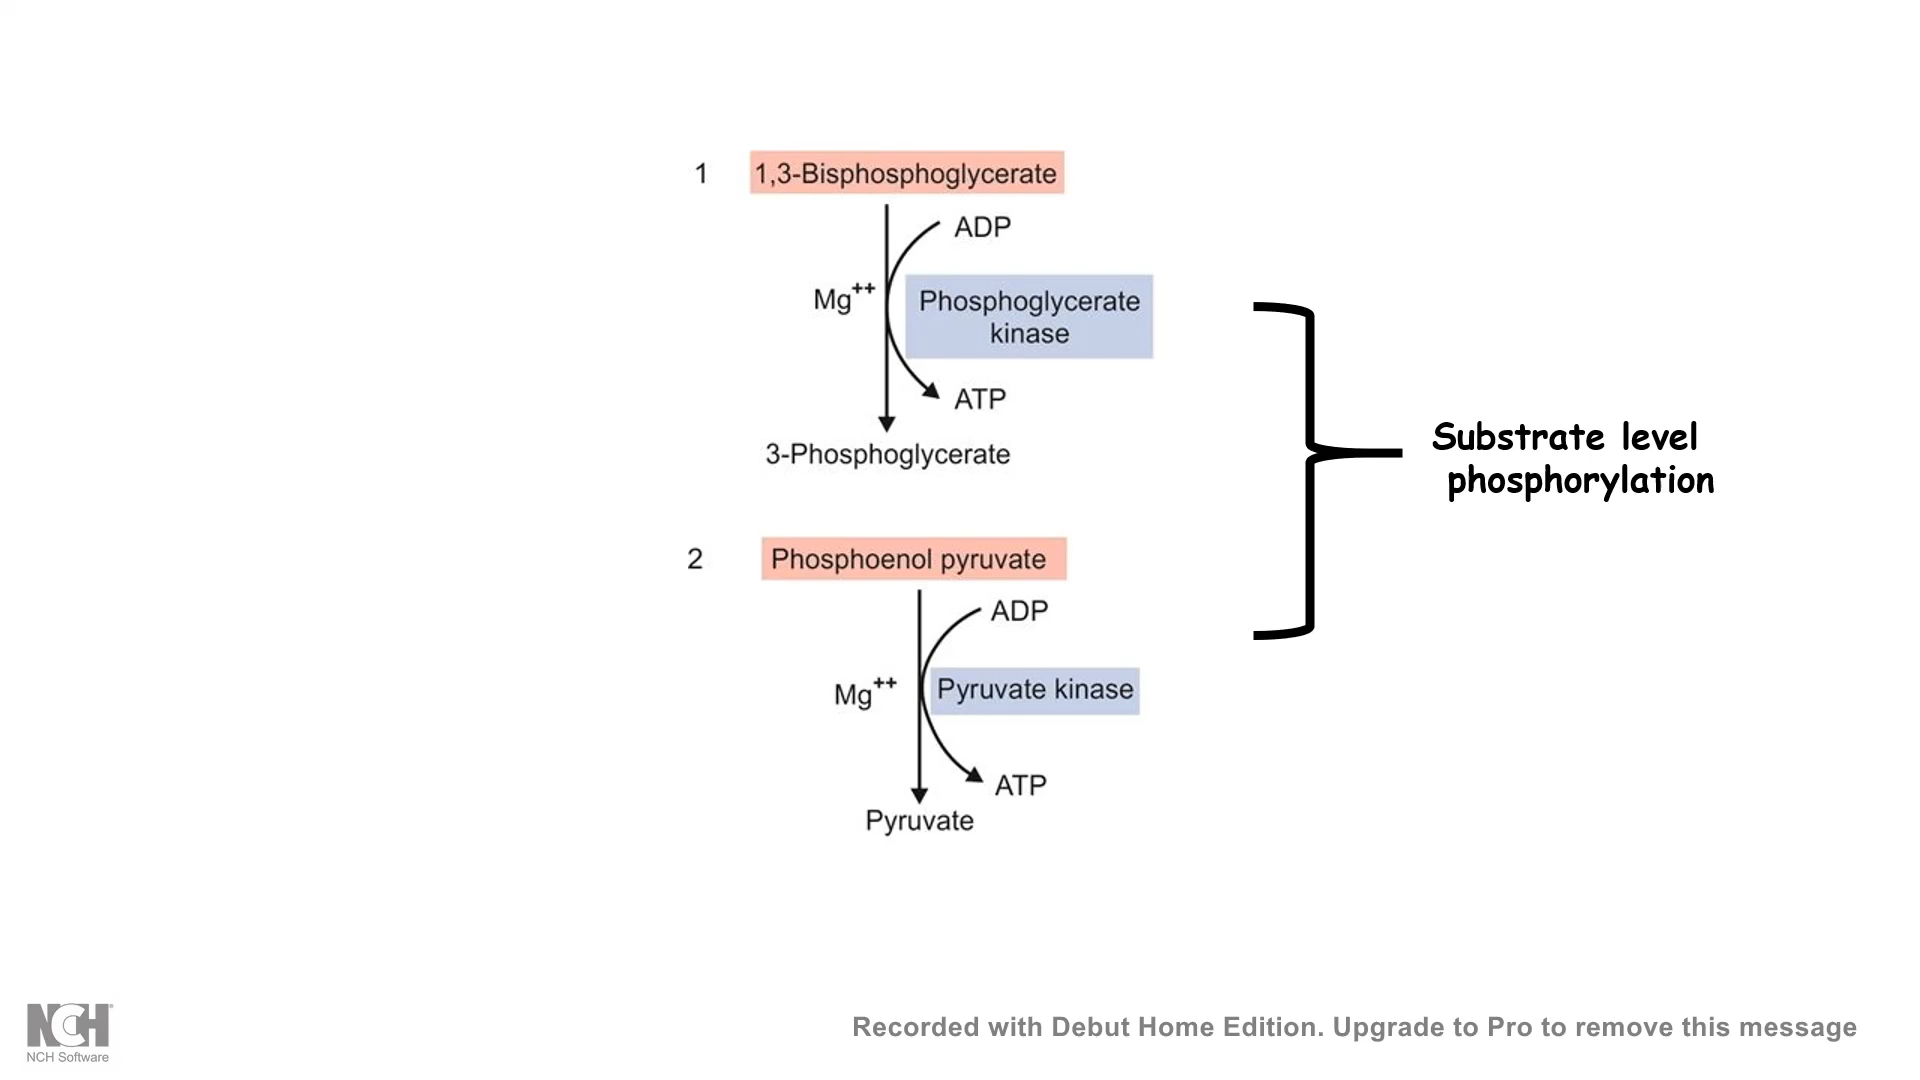 1 1,3-Bisphosphoglycerate
ADP
Mg++
Phosphoglycerate
kinase
ATP
3-Phosphoglycerate
Substrate level
phosphorylation
2 Phosphoenol pyruvate
ADP
Mg++
Pyruvate kinase
ATP
Pyruvate
NCH
NCH Software
Recorded with Debut Home Edition. Upgrade to Pro to remove this message